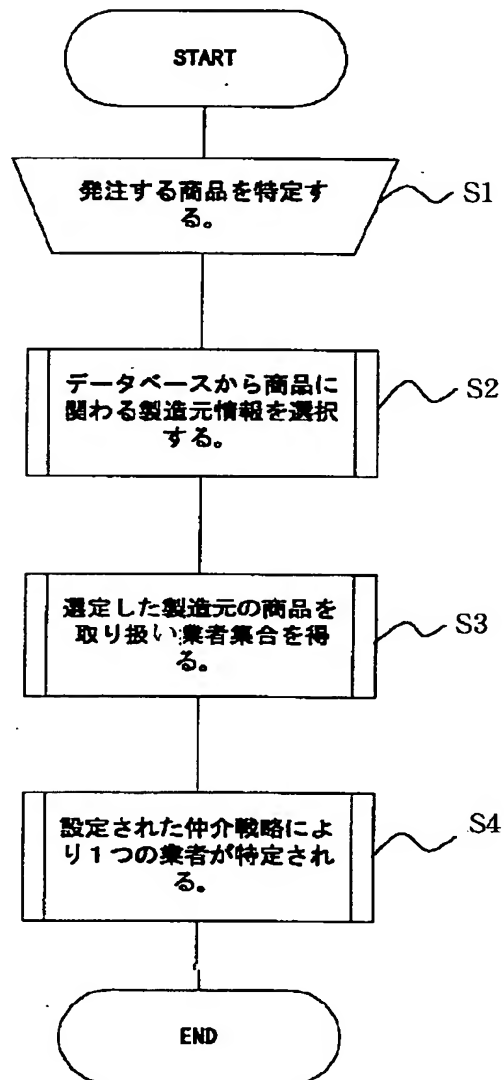 START
発注する商品を特定す
る。
S1
データベースから商品に
関わる製造元情報を選択
する。
S2
選定した製造元の商品を
取り扱い業者集合を得
る。
S3
設定された仲介戦略によ
り1つの業者が特定され
る。
S4
END